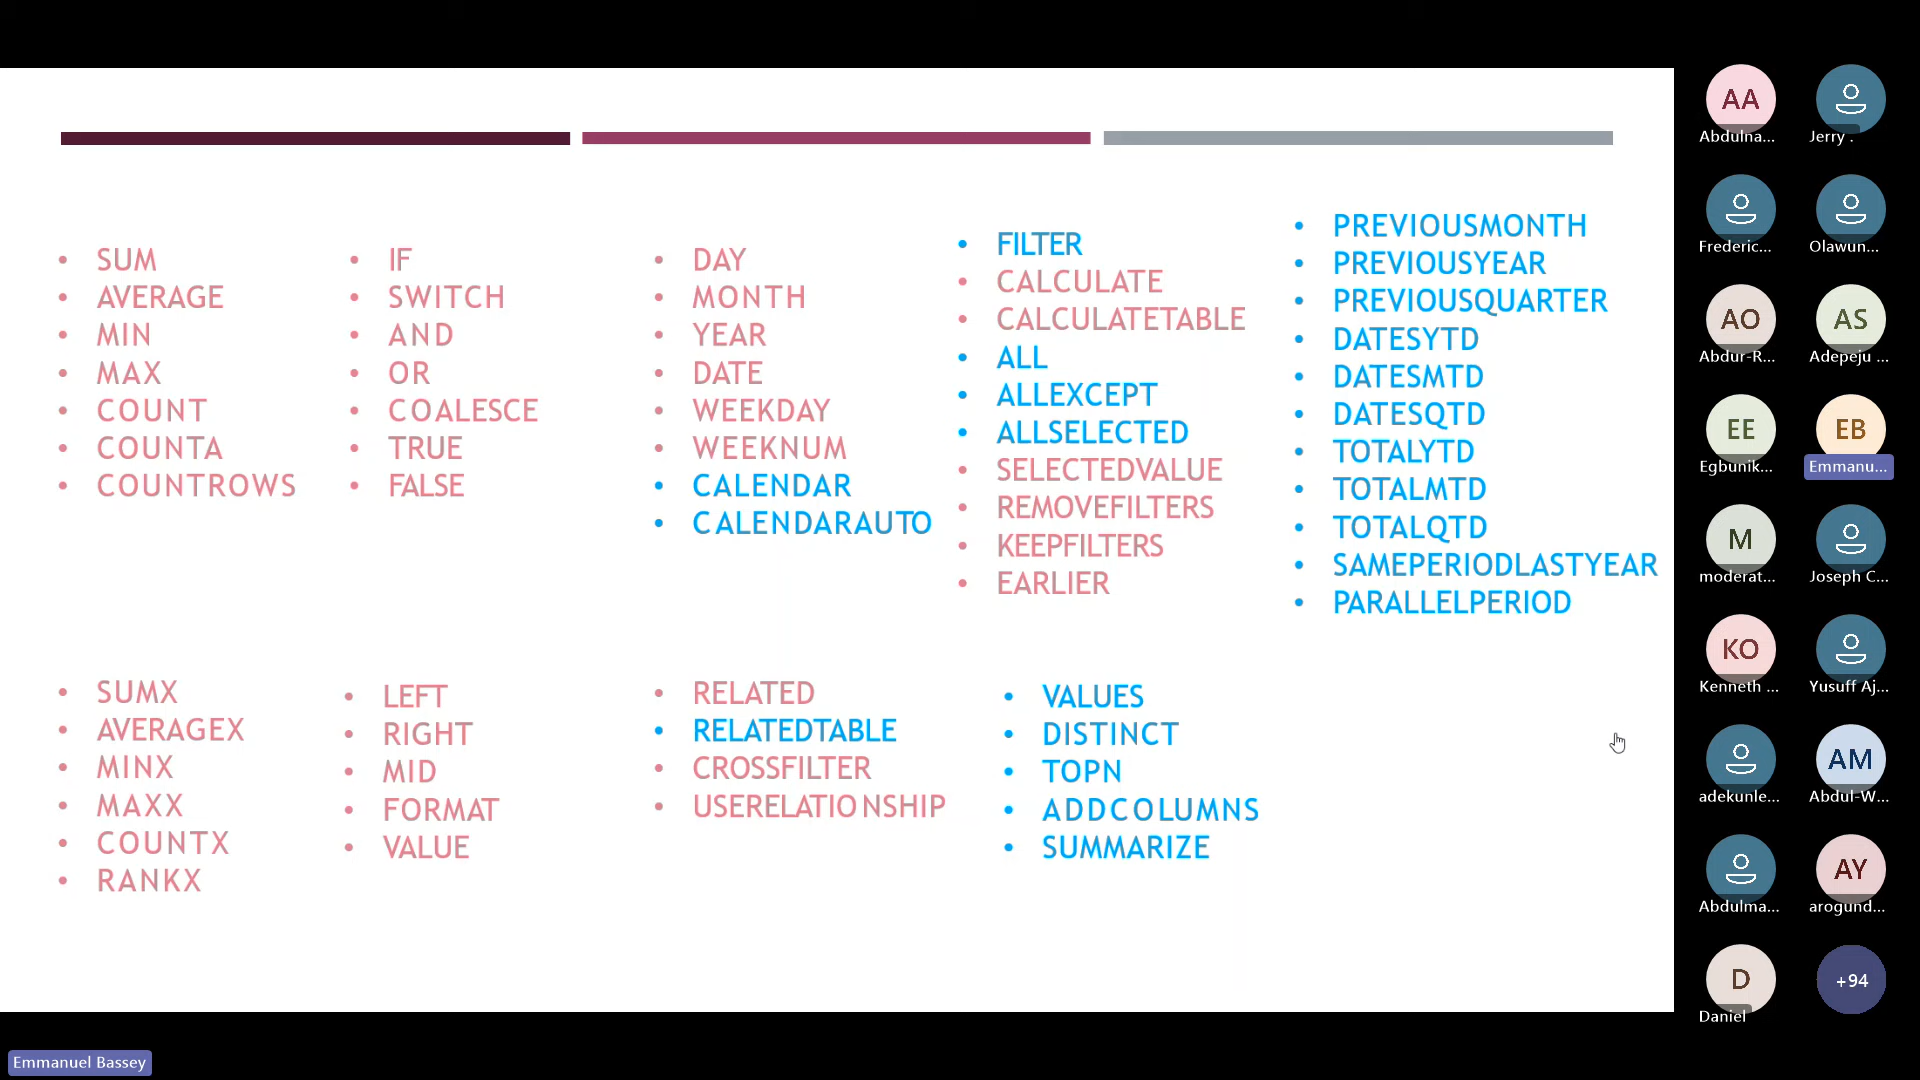 SUM
AVERAGE
MIN
MAX
COUNT
COUNTA
COUNTROWS
IF
SWITCH
AND
OR
COALESCE
TRUE
FALSE
DAY
MONTH
YEAR
DATE
WEEKDAY
WEEKNUM
CALENDAR
CALENDARAUTO
FILTER
CALCULATE
CALCULATETABLE
ALL
ALLEXCEPT
ALLSELECTED
SELECTEDVALUE
REMOVEFILTERS
KEEPFILTERS
EARLIER
PREVIOUSMONTH
PREVIOUSYEAR
PREVIOUSQUARTER
DATESYTD
DATESMTD
DATESQTD
TOTALYTD
TOTALMTD
TOTALQTD
SAMEPERIODLASTYEAR
PARALLELPERIOD
SUMX
AVERAGEX
MINX
MAXX
COUNTX
RANKX
LEFT
RIGHT
MID
FORMAT
VALUE
RELATED
RELATEDTABLE
CROSSFILTER
USERELATIONSHIP
VALUES
DISTINCT
TOPN
ADDCOLUMNS
SUMMARIZE
AA
Abdulna...
Jerry .
Frederic...
Olawun...
AO
Abdur-R...
AS
Adepeju ...
EE
Egbunik...
EB
Emmanu...
M
moderat...
Joseph C...
KO
Kenneth ...
Yusuff Aj...
adekunle...
AM
Abdul-W...
Abdulma...
AY
arogund...
D
Daniel
+94
Emmanuel Bassey